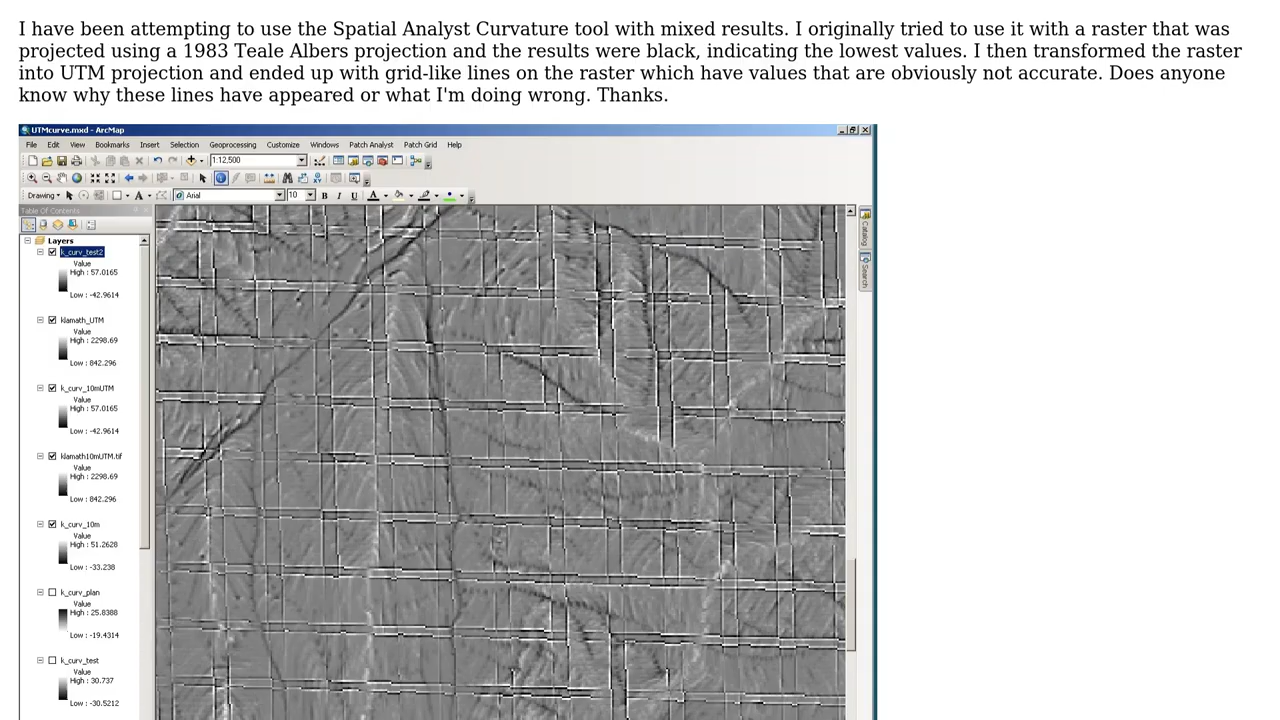 I have been attempting to use the Spatial Analyst Curvature tool with mixed results. I originally tried to use it with a raster that was
projected using a 1983 Teale Albers projection and the results were black, indicating the lowest values. I then transformed the raster
into UTM projection and ended up with grid-like lines on the raster which have values that are obviously not accurate. Does anyone
know why these lines have appeared or what I'm doing wrong. Thanks.
UTMcurve.mxd - ArcMap
File Edit View Bookmarks Insert Selection Geoprocessing Customize Windows Patch Analyst Patch Grid Help
1:12,500
Drawing Arial 10 B I U A
Table Of Contents
Catalog
Search
Layers
k_curv_test2
Value
High : 57.0165
Low : -42.9614
klamath_UTM
Value
High : 2298.69
Low : 842.296
k_curv_10mUTM
Value
High : 57.0165
Low : -42.9614
klamath10mUTM.tif
Value
High : 2298.69
Low : 842.296
k_curv_10m
Value
High : 51.2628
Low : -33.238
k_curv_plan
Value
High : 25.8388
Low : -19.4314
k_curv_test
Value
High : 30.737
Low : -30.5212